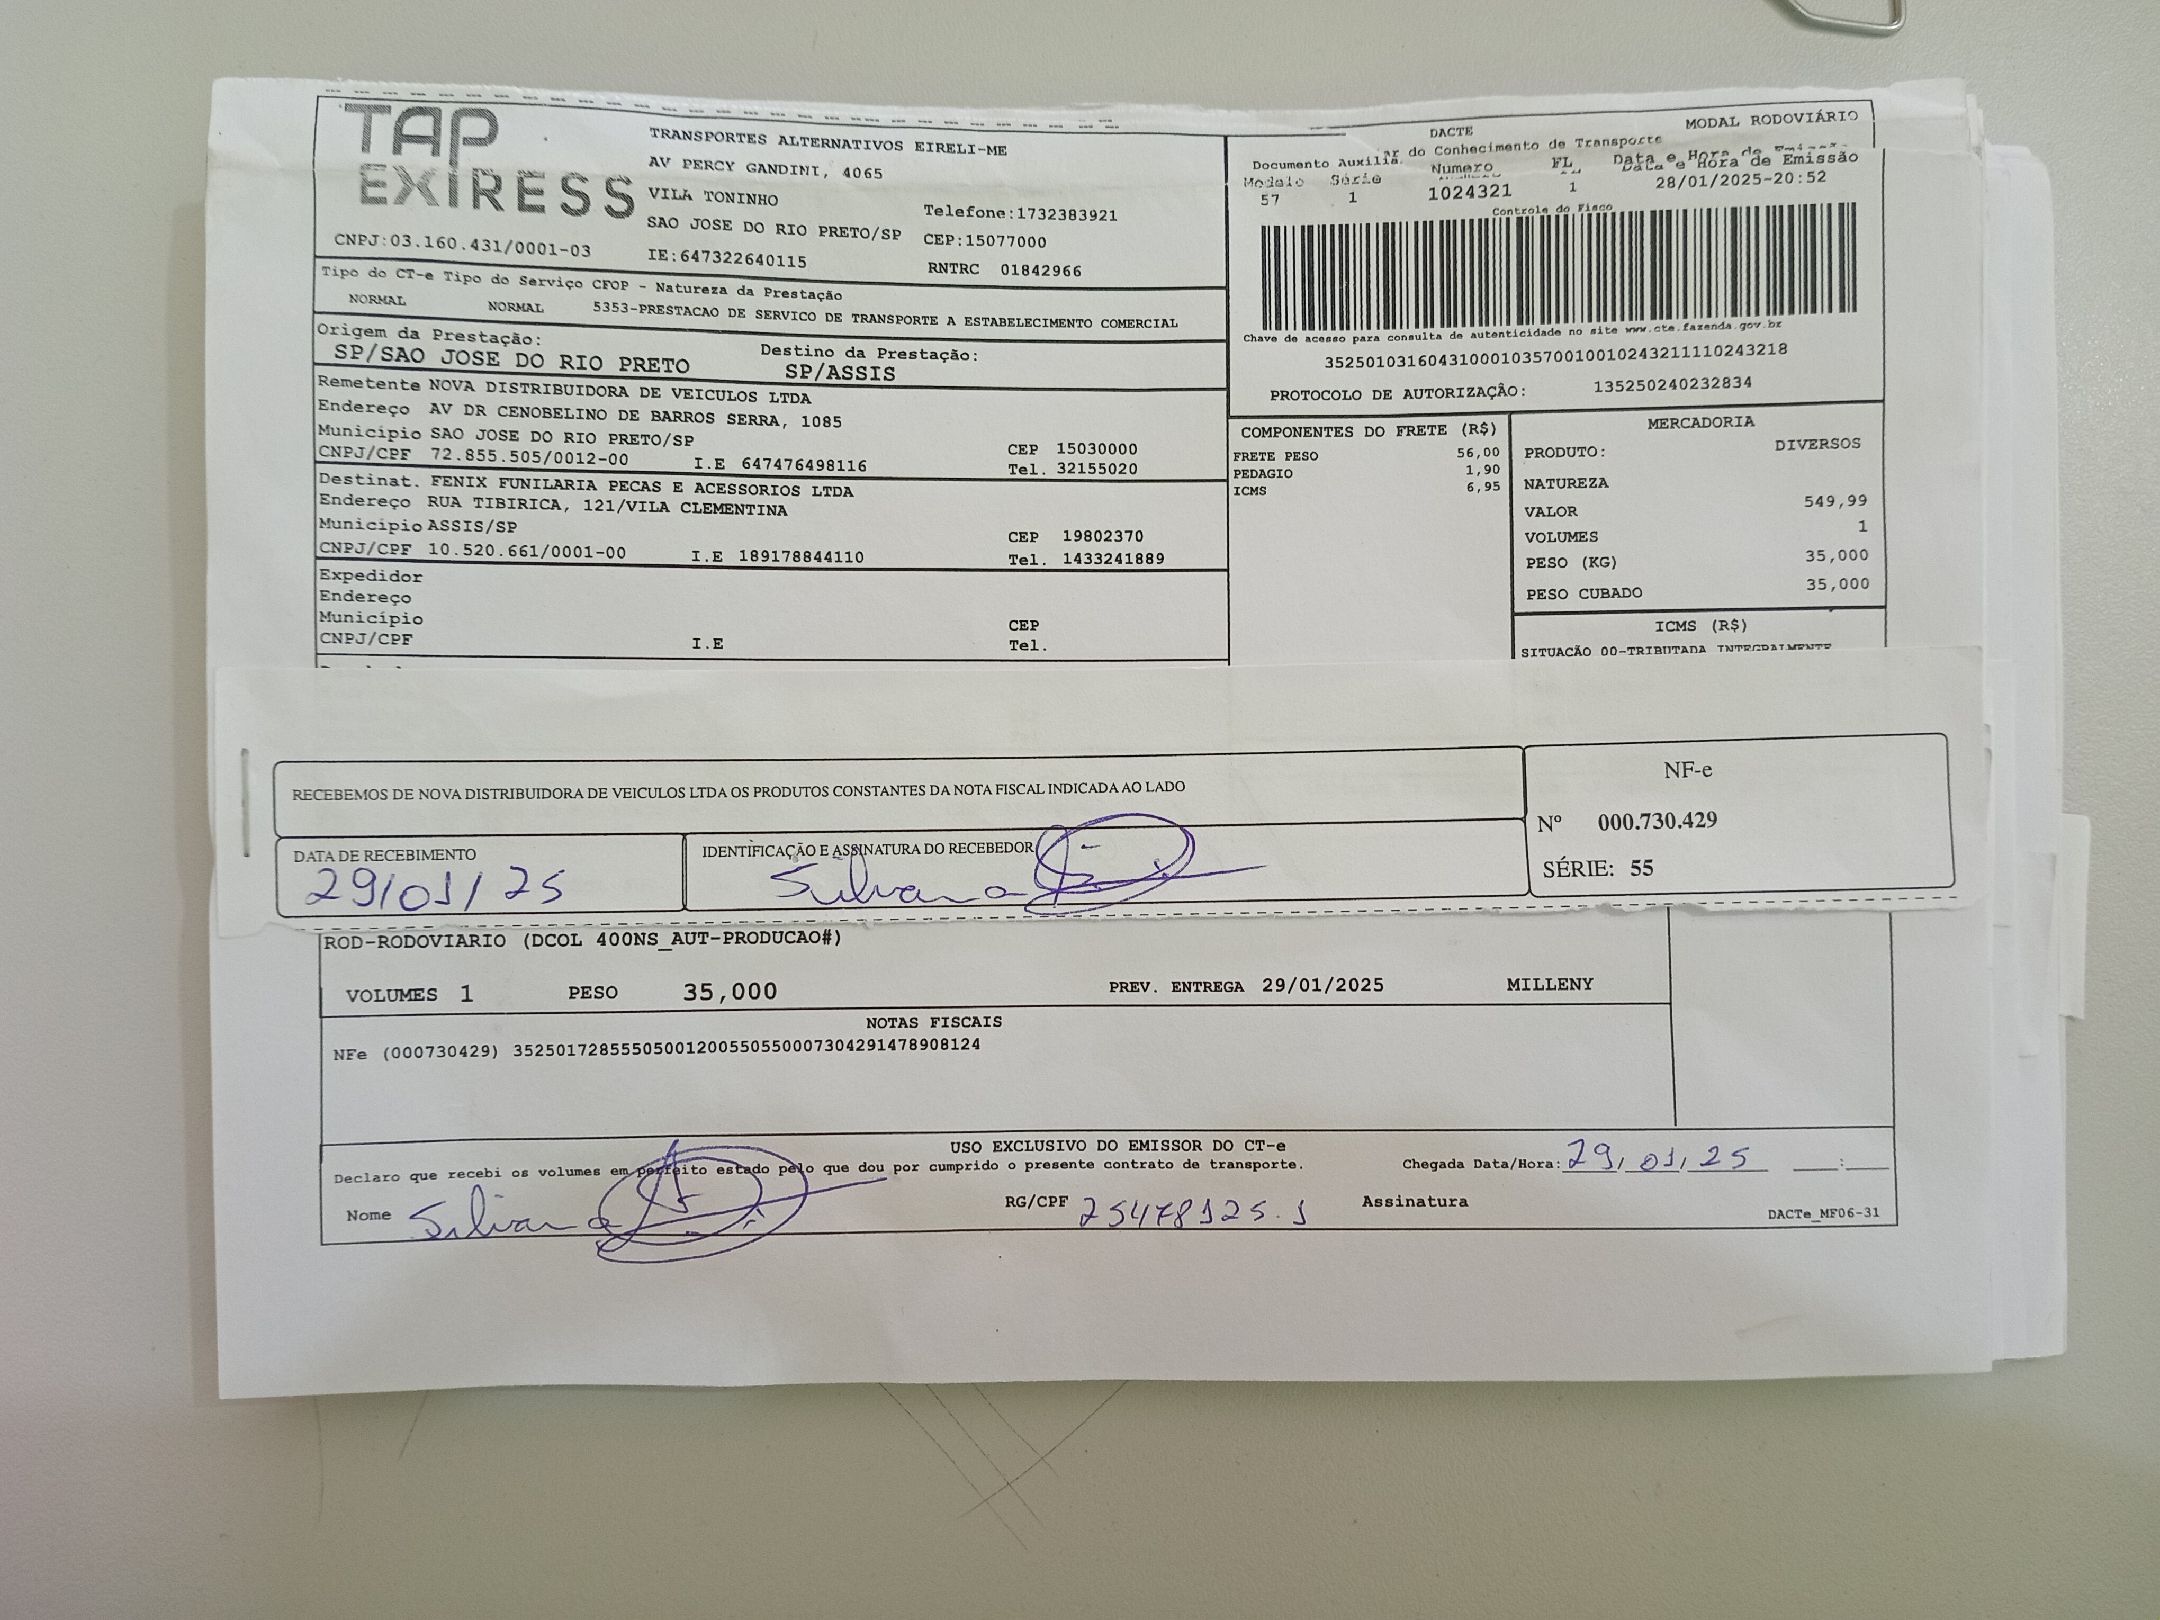 TAP
EXPRESS
TRANSPORTES ALTERNATIVOS EIRELI-ME
AV PERCY GANDINI, 4065
VILA TONINHO
Telefone:1732383921
SAO JOSE DO RIO PRETO/SP CEP:15077000
CNPJ:03.160.431/0001-03 IE:647322640115 RNTRC 01842966
Tipo do CT-e Tipo do Serviço CFOP - Natureza da Prestação
NORMAL NORMAL 5353-PRESTACAO DE SERVICO DE TRANSPORTE A ESTABELECIMENTO COMERCIAL
Origem da Prestação: Destino da Prestação:
SP/SAO JOSE DO RIO PRETO SP/ASSIS
Remetente NOVA DISTRIBUIDORA DE VEICULOS LTDA
Endereço AV DR CENOBELINO DE BARROS SERRA, 1085
Município SAO JOSE DO RIO PRETO/SP CEP 15030000
CNPJ/CPF 72.855.505/0012-00 I.E 647476498116 Tel. 32155020
Destinat. FENIX FUNILARIA PECAS E ACESSORIOS LTDA
Endereço RUA TIBIRICA, 121/VILA CLEMENTINA
Município ASSIS/SP CEP 19802370
CNPJ/CPF 10.520.661/0001-00 I.E 189178844110 Tel. 1433241889
Expedidor
Endereço
Município CEP
CNPJ/CPF I.E Tel.
DACTE MODAL RODOVIÁRIO
Documento Auxiliar do Conhecimento de Transporte
Modelo Série Numero FL Data e Hora de Emissão
57 1 1024321 1 28/01/2025-20:52
Controle do Fisco
Chave de acesso para consulta de autenticidade no site www.cte.fazenda.gov.br
35250103160431000103570010010243211110243218
PROTOCOLO DE AUTORIZAÇÃO: 135250240232834
COMPONENTES DO FRETE (R$)
FRETE PESO 56,00
PEDAGIO 1,90
ICMS 6,95
MERCADORIA
PRODUTO: DIVERSOS
NATUREZA
VALOR 549,99
VOLUMES 1
PESO (KG) 35,000
PESO CUBADO 35,000
ICMS (R$)
SITUACÃO 00-TRIBUTADA INTEGRALMENTE
RECEBEMOS DE NOVA DISTRIBUIDORA DE VEICULOS LTDA OS PRODUTOS CONSTANTES DA NOTA FISCAL INDICADA AO LADO
DATA DE RECEBIMENTO
29/01/25
IDENTIFICAÇÃO E ASSINATURA DO RECEBEDOR
Silvana
NF-e
Nº 000.730.429
SÉRIE: 55
ROD-RODOVIARIO (DCOL 400NS_AUT-PRODUCAO#)
VOLUMES 1 PESO 35,000 PREV. ENTREGA 29/01/2025 MILLENY
NOTAS FISCAIS
NFe (000730429) 35250172855505001200550550007304291478908124
USO EXCLUSIVO DO EMISSOR DO CT-e
Declaro que recebi os volumes em perfeito estado pelo que dou por cumprido o presente contrato de transporte. Chegada Data/Hora: 29/01/25 __:__
Nome Silvana RG/CPF 25478125.1 Assinatura
DACTe_MF06-31